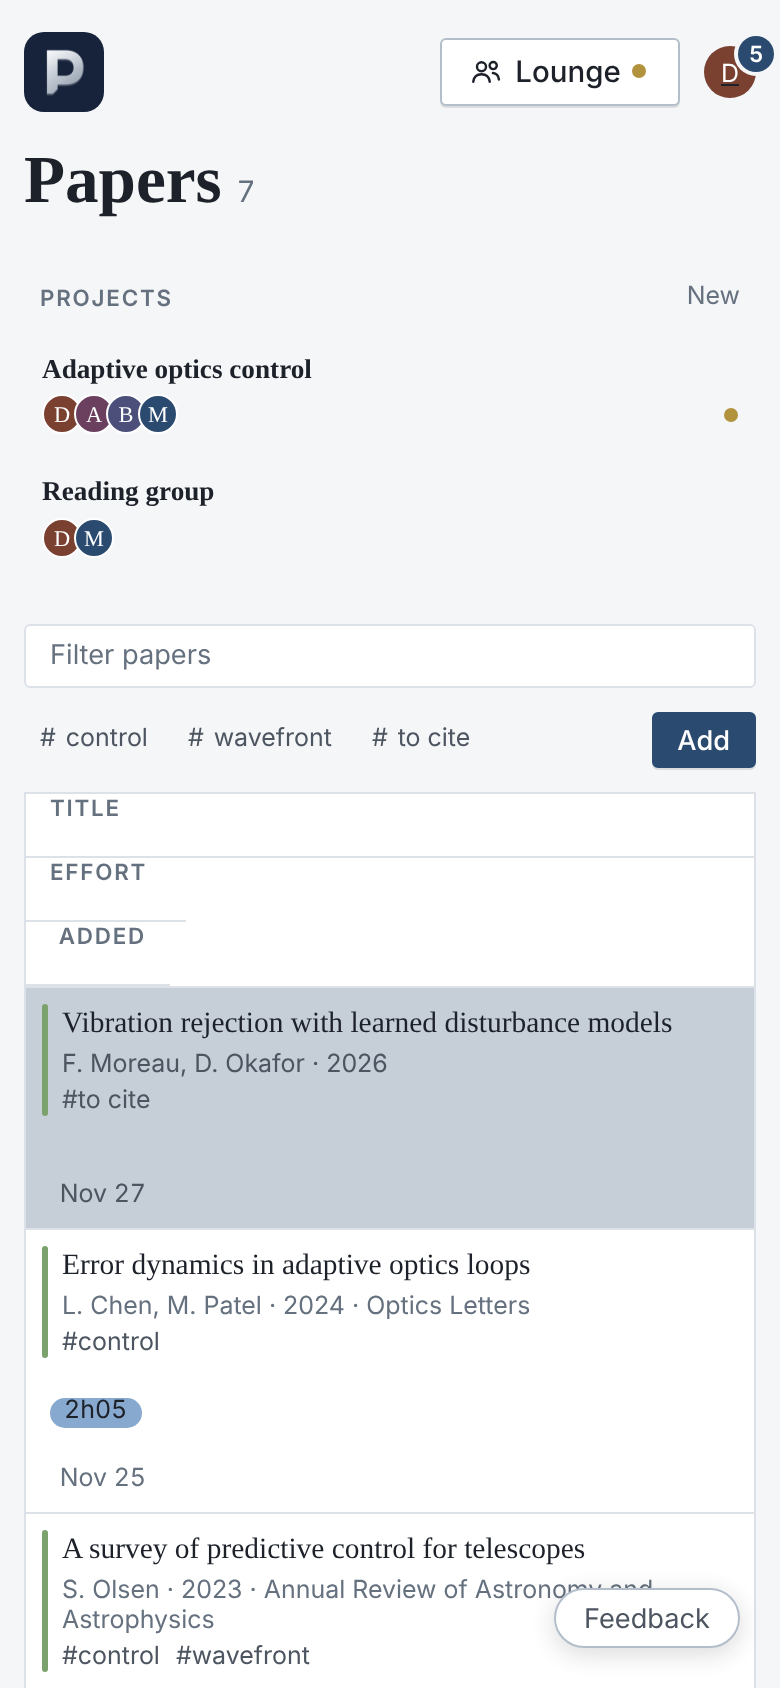 P
Lounge
D
5
Papers 7
PROJECTS
New
Adaptive optics control
D A B M
Reading group
D M
Filter papers
# control # wavefront # to cite
Add
TITLE
EFFORT
ADDED
Vibration rejection with learned disturbance models
F. Moreau, D. Okafor · 2026
#to cite
Nov 27
Error dynamics in adaptive optics loops
L. Chen, M. Patel · 2024 · Optics Letters
#control
2h05
Nov 25
A survey of predictive control for telescopes
S. Olsen · 2023 · Annual Review of Astronomy and
Astrophysics
#control #wavefront
Feedback